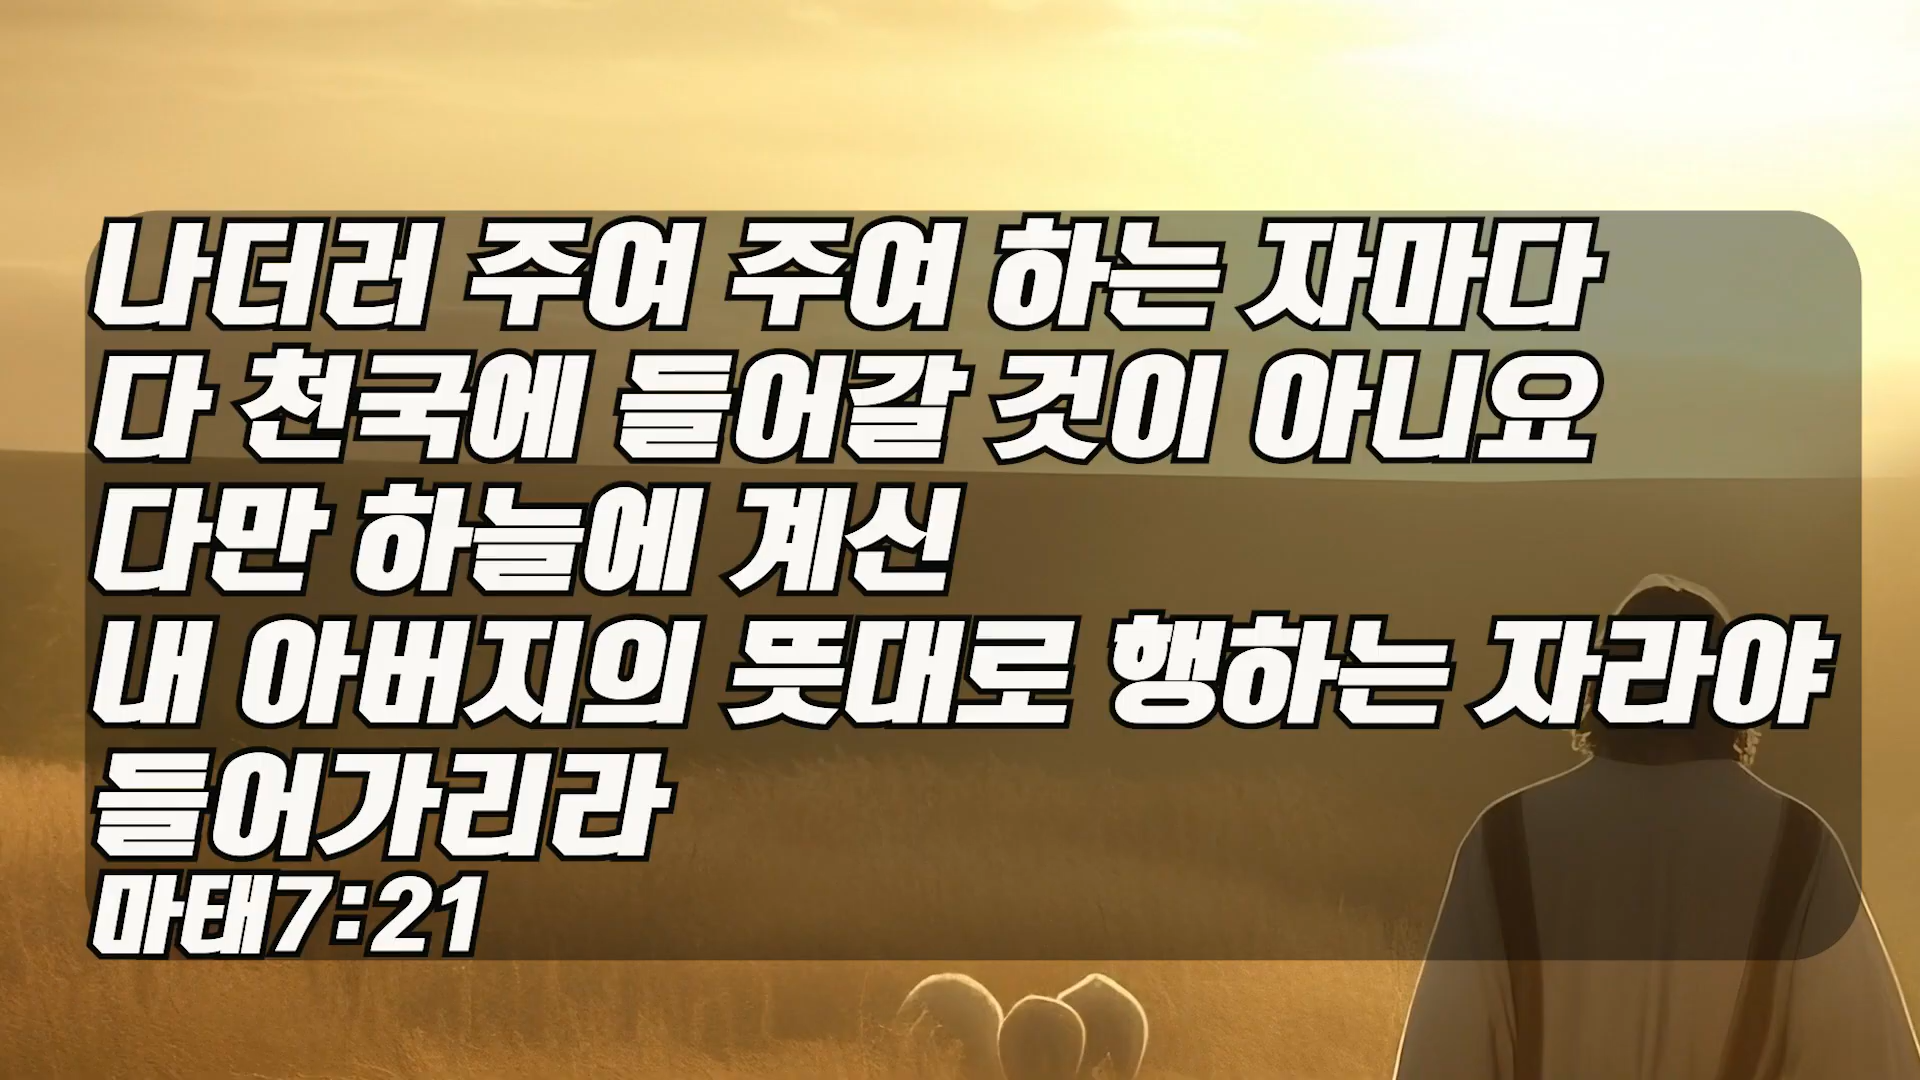 나더러 주여 주여 하는 자마다
다 천국에 들어갈 것이 아니요
다만 하늘에 계신
내 아버지의 뜻대로 행하는 자라야
들어가리라
마태7:21